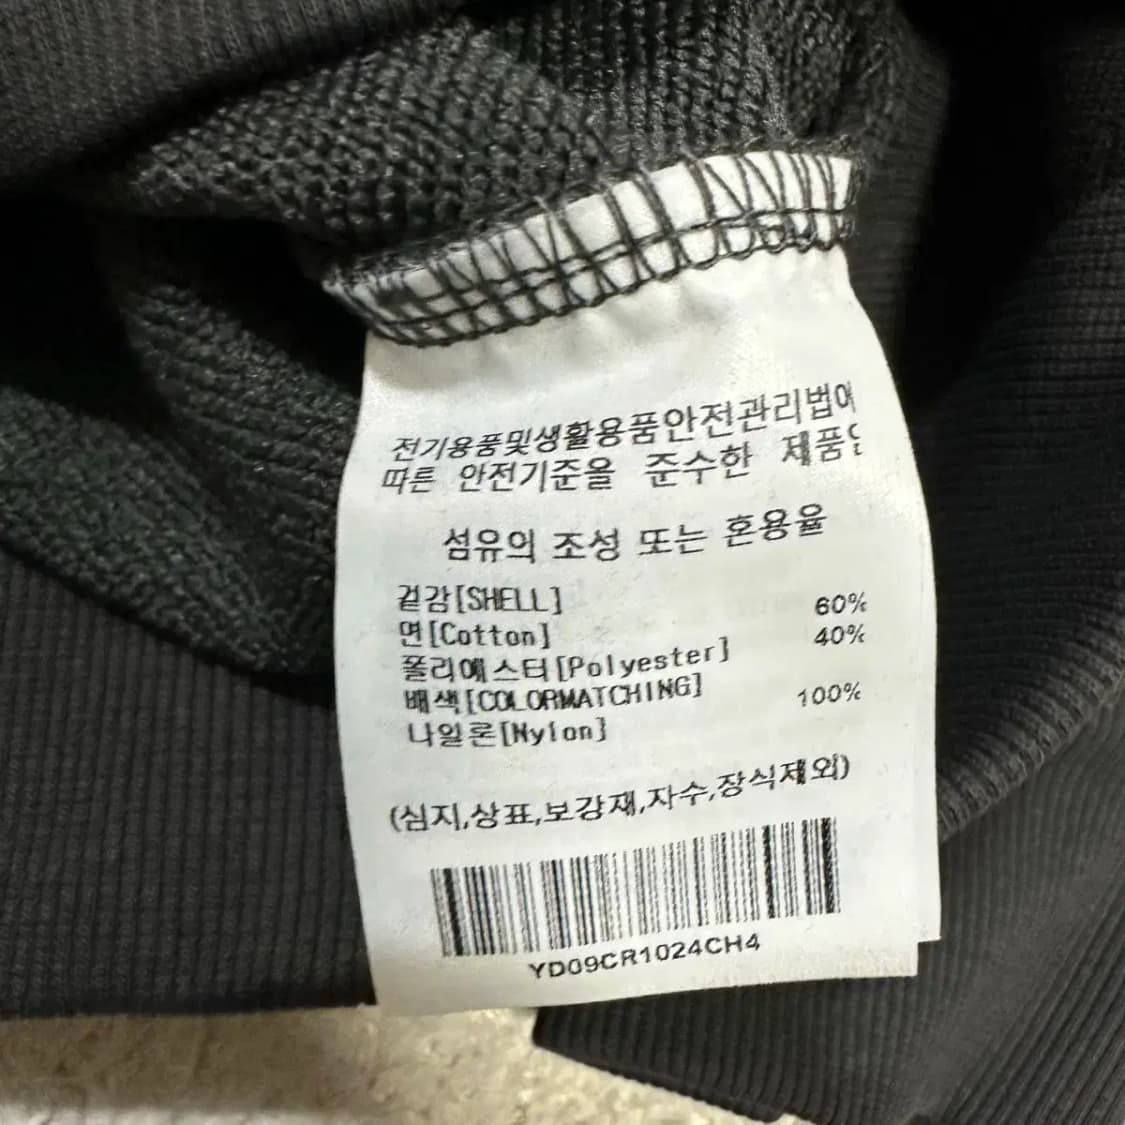 전기용품및생활용품안전관리법에
따른 안전기준을 준수한 제품임
섬유의 조성 또는 혼용율
겉감[SHELL]
면[Cotton] 60%
폴리에스터[Polyester] 40%
배색[COLORMATCHING]
나일론[Nylon] 100%
(심지,상표,보강재,자수,장식제외)
YD09CR1024CH4